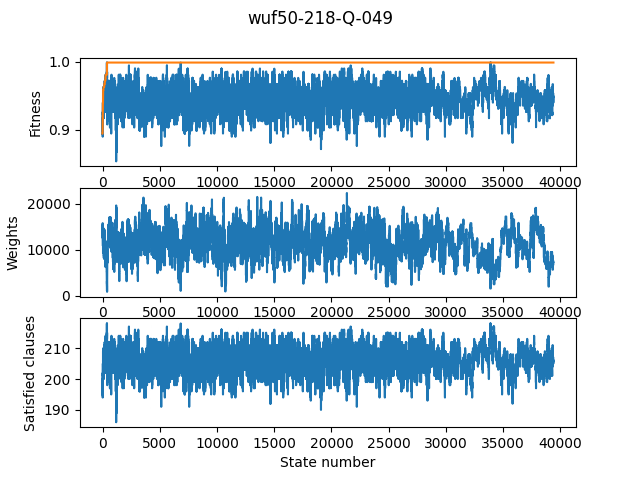 wuf50-218-Q-049
1.0
0.9
Fitness
0 5000 10000 15000 20000 25000 30000 35000 40000
20000
10000
0
Weights
0 5000 10000 15000 20000 25000 30000 35000 40000
210
200
190
Satisfied clauses
0 5000 10000 15000 20000 25000 30000 35000 40000
State number